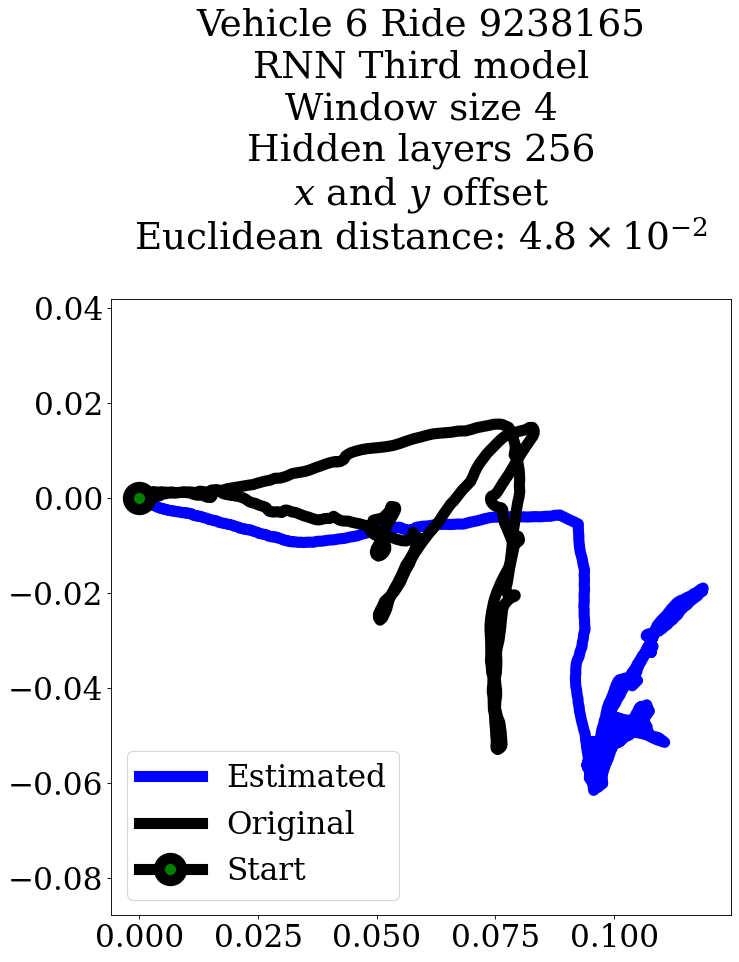 Vehicle 6 Ride 9238165
RNN Third model
Window size 4
Hidden layers 256
x and y offset
Euclidean distance: 4.8 × 10⁻²
0.04
0.02
0.00
−0.02
−0.04
−0.06
−0.08
Estimated
Original
Start
0.000 0.025 0.050 0.075 0.100